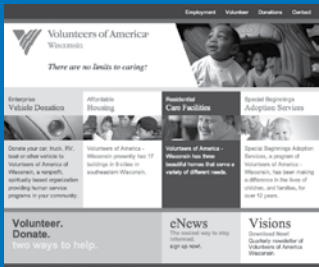 Employment Volunteer Donations Contact
Volunteers of America®
Wisconsin
There are no limits to caring!
Enterprise
Vehicle Donation
Donate your car, truck, RV,
boat or other vehicle to
Volunteers of America of
Wisconsin, a nonprofit,
spiritually based organization
providing human service
programs in your community.
Affordable
Housing
Volunteers of America -
Wisconsin presently has 17
buildings in 9 cities in
southeastern Wisconsin.
Residential
Care Facilities
Volunteers of America -
Wisconsin has three
beautiful homes that serve a
variety of different needs.
Special Beginnings
Adoption Services
Special Beginnings Adoption
Services, a program of
Volunteers of America -
Wisconsin, has been making
a difference in the lives of
children, and families, for
over 10 years.
Volunteer.
Donate.
two ways to help.
eNews
The easiest way to stay
informed.
sign up now!
Visions
Download Now!
Quarterly newsletter of
Volunteers of America
Wisconsin